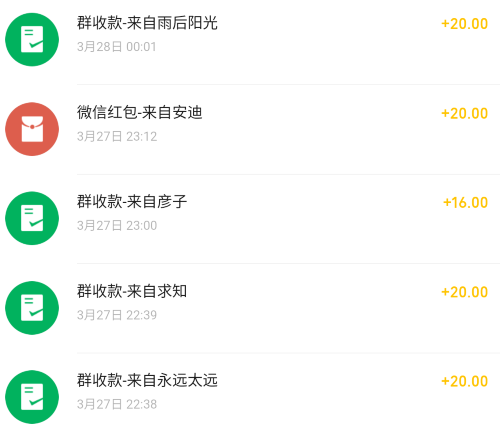 群收款-来自雨后阳光
+20.00
3月28日 00:01
微信红包-来自安迪
+20.00
3月27日 23:12
群收款-来自彦子
+16.00
3月27日 23:00
群收款-来自求知
+20.00
3月27日 22:39
群收款-来自永远太远
+20.00
3月27日 22:38